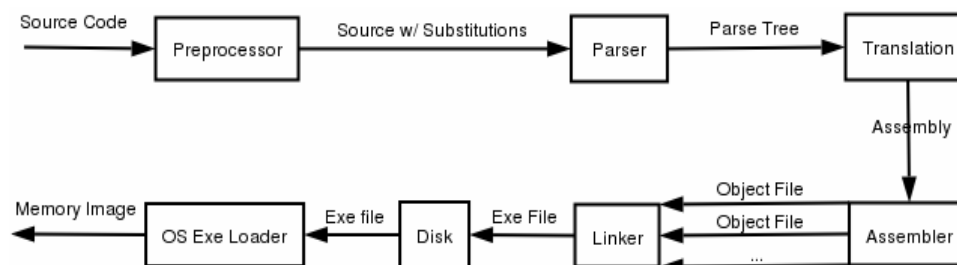 Source Code
Preprocessor
Source w/ Substitutions
Parser
Parse Tree
Translation
Assembly
Memory Image
OS Exe Loader
Exe file
Disk
Exe File
Linker
Object File
Object File
...
Assembler